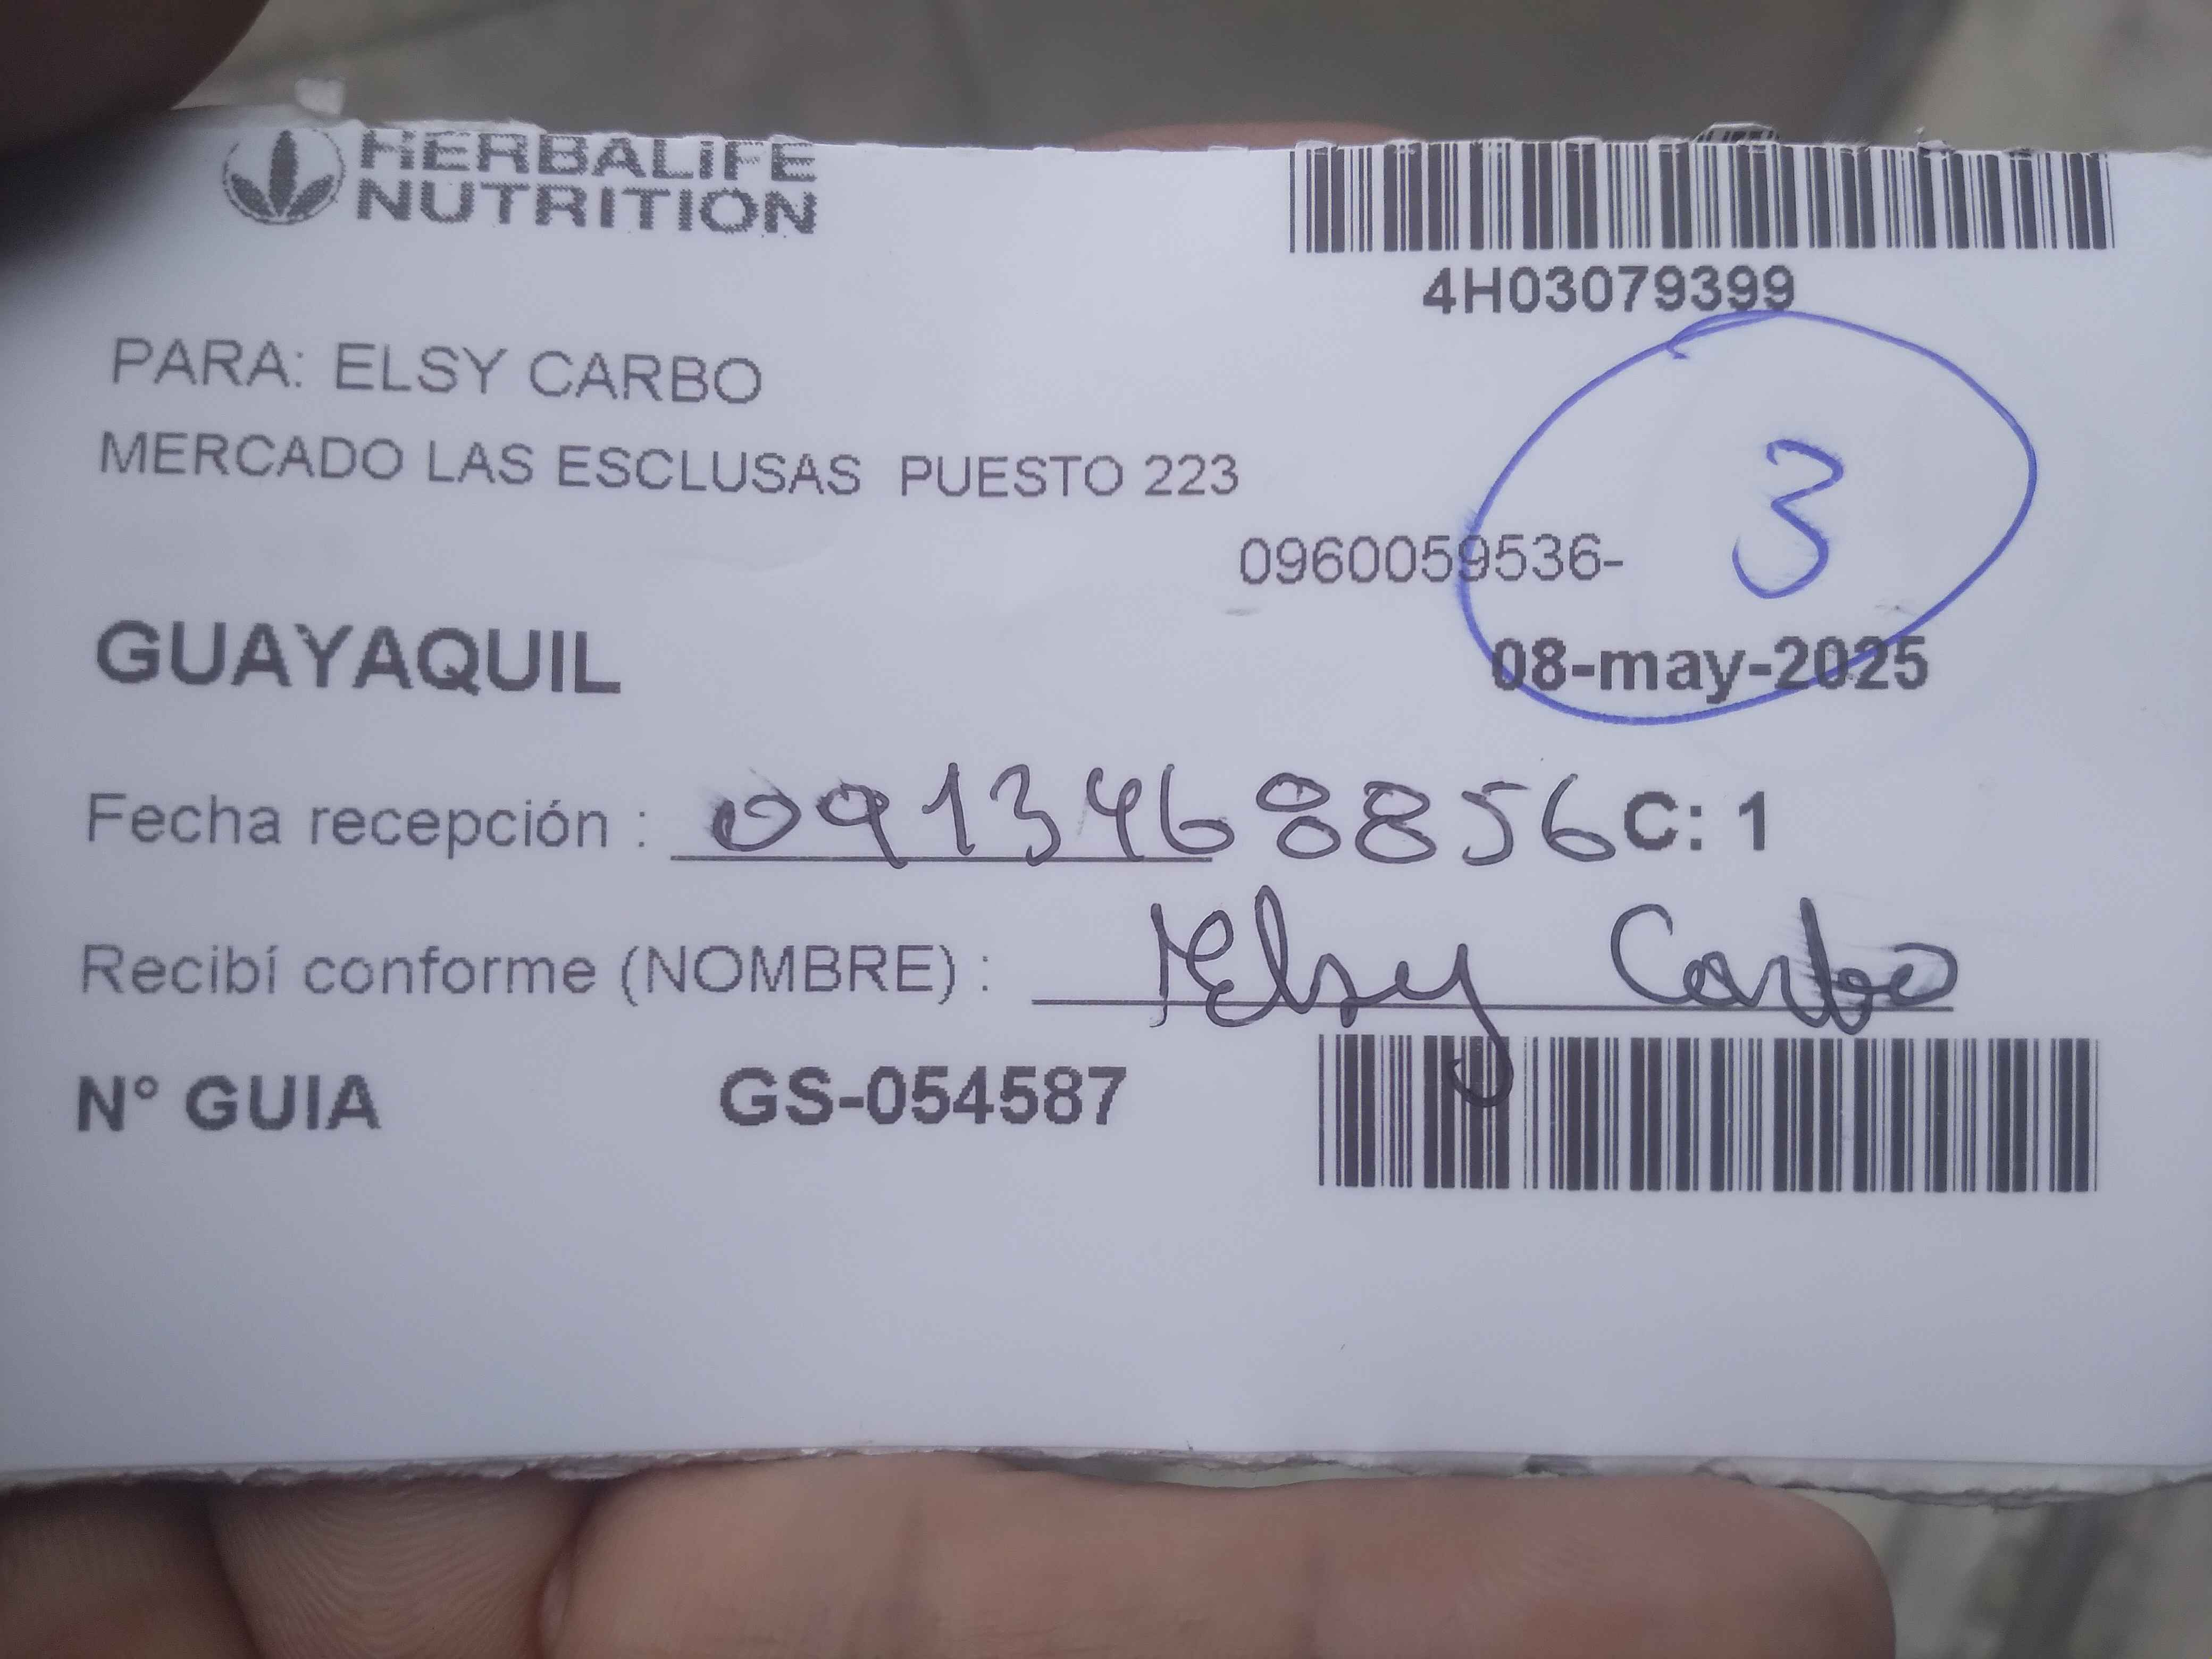 HERBALIFE
NUTRITION
4H03079399
PARA: ELSY CARBO
MERCADO LAS ESCLUSAS PUESTO 223
3
0960059536-
GUAYAQUIL
08-may-2025
Fecha recepción : 0913468856 C: 1
Recibí conforme (NOMBRE) : Elsy Carbo
N° GUIA GS-054587